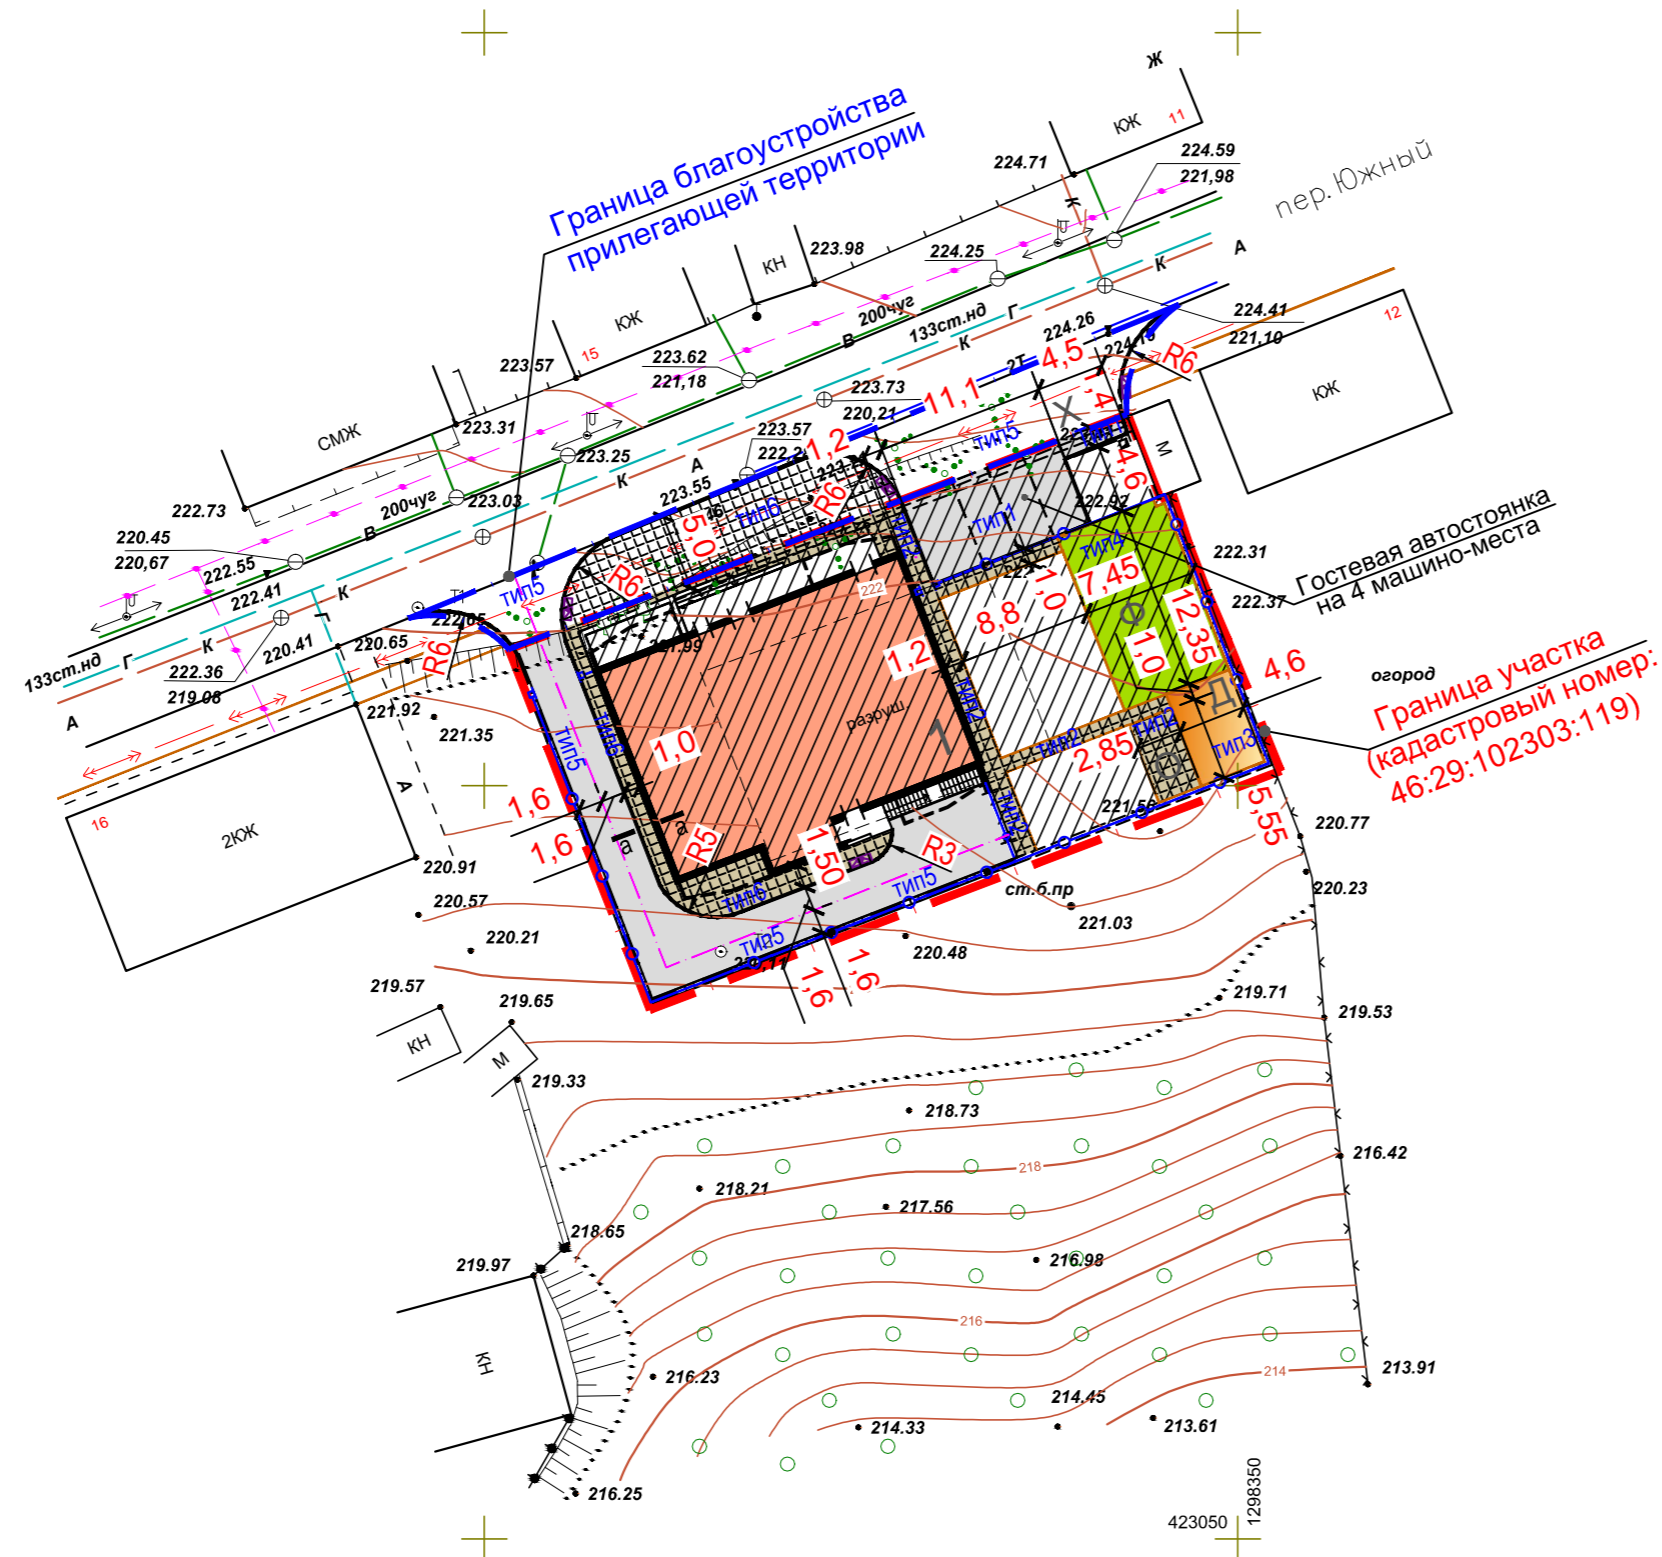 Ж
КЖ
11
224.71
224.59
221,98
пер. Южный
Граница благоустройства
прилегающей территории
КН
223.98
224.25
К
К
А
КЖ
15
200чуг
В
133ст.нд
Г
К
224.26
224.41
221,10
12
КЖ
223.57
223.62
221,18
223.73
220,21
2Т
4,5
R6
11,1
1,2
СМЖ
223.31
223.25
223.57
А
К
223.55
Х
тип5
М
4,6
222.73
200чуг
223.03
В
220.45
220,67
222.55
222.41
К
5,0
тип6
R6
тип1
222.92
тип4
222.31
Гостевая автостоянка
на 4 машино-места
133ст.нд
Г
К
222.36
219.08
220.41
Г
220.65
R6
тип5
R6
222
1,0
7,45
12,35
222.37
8,8
Ф
1,0
1,2
4,6
огород
Граница участка
(кадастровый номер:
46:29:102303:119)
А
221.92
221.35
А
тип5
тип6
1,0
разруш.
1
тип2
тип2
тип2
2,85
Д
тип3
О
5,55
16
2КЖ
1,6
1,6
R5
1,50
R3
тип2
220.77
220.91
220.57
220.21
тип6
тип5
тип5
ст.б.пр
221.03
220.23
220.48
1,6
1,6
219.57
219.65
219.71
219.53
КН
М
219.33
218.73
218
216.42
218.21
217.56
218.65
216.98
219.97
216
КН
216.23
214.45
214
213.91
214.33
213.61
216.25
423050
1298350